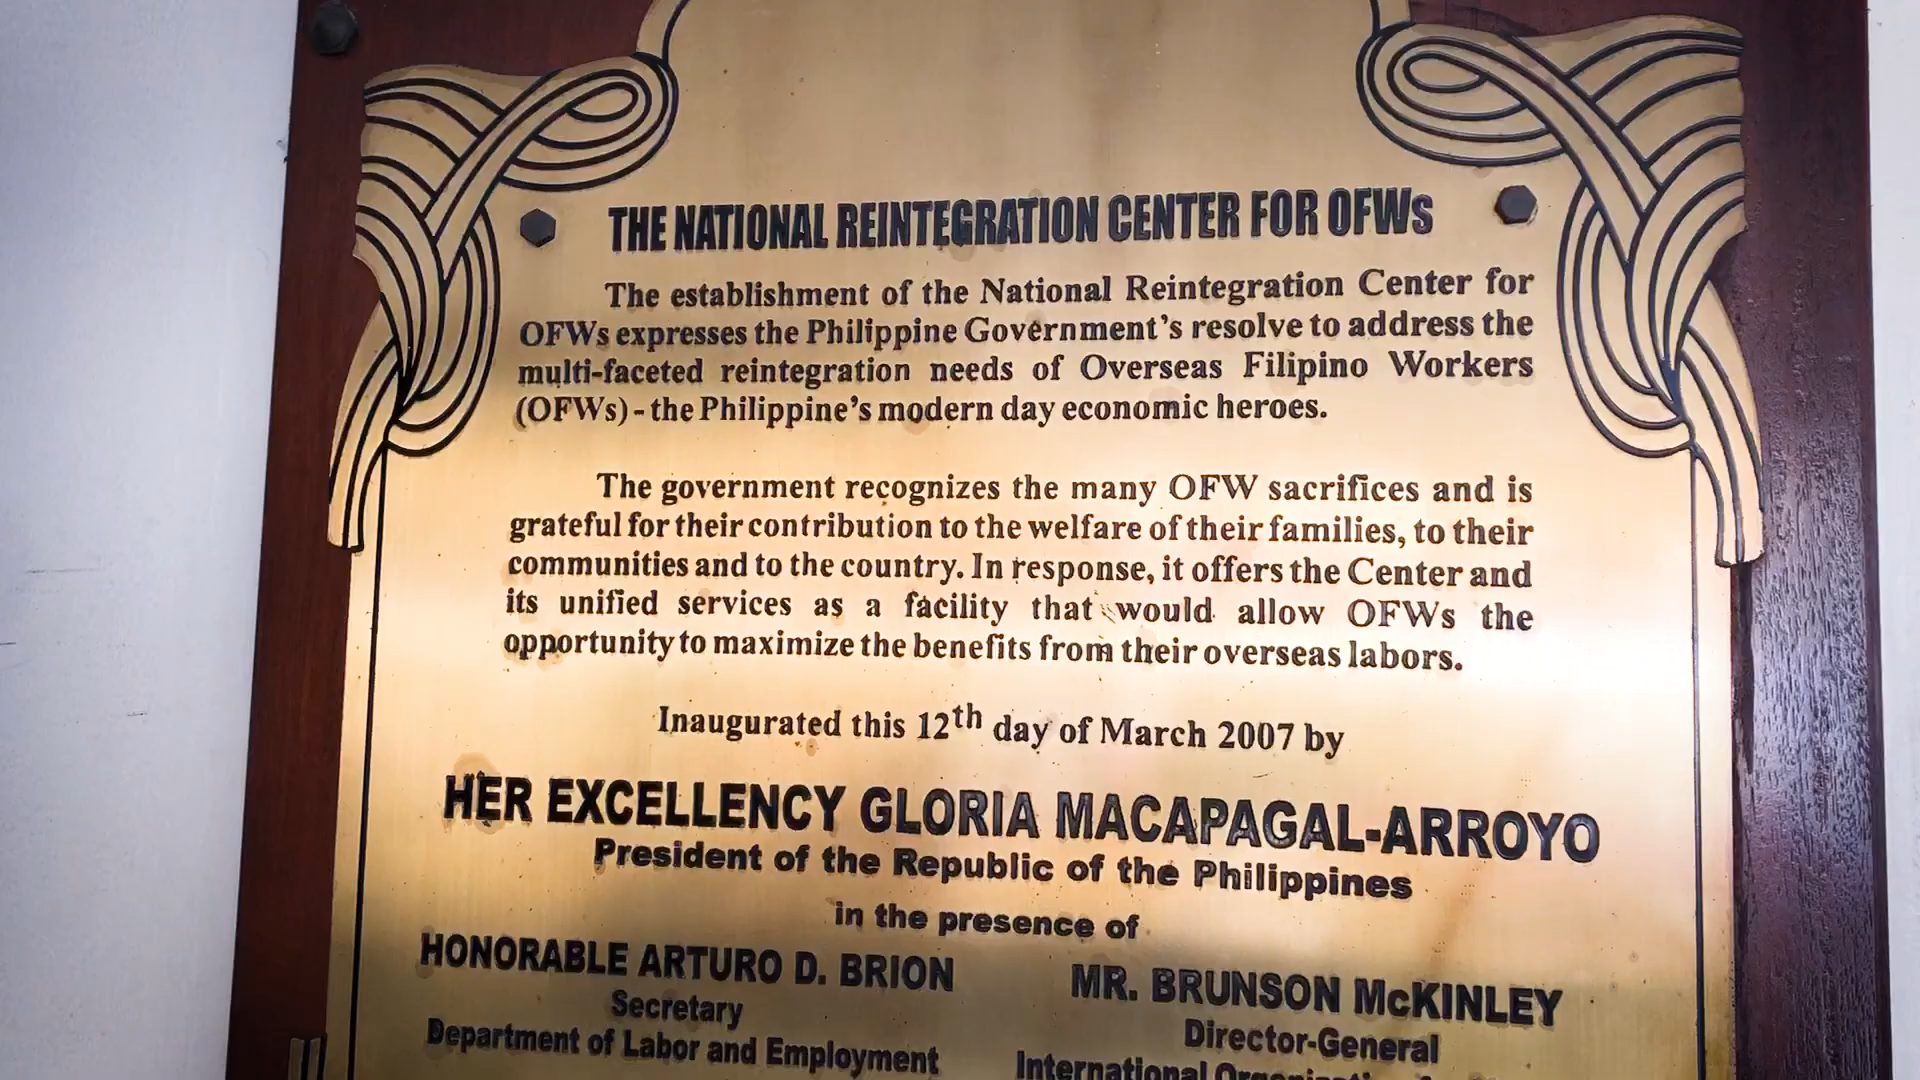 THE NATIONAL REINTEGRATION CENTER FOR OFWs
The establishment of the National Reintegration Center for
OFWs expresses the Philippine Government's resolve to address the
multi-faceted reintegration needs of Overseas Filipino Workers
(OFWs) - the Philippine's modern day economic heroes.
The government recognizes the many OFW sacrifices and is
grateful for their contribution to the welfare of their families, to their
communities and to the country. In response, it offers the Center and
its unified services as a facility that would allow OFWs the
opportunity to maximize the benefits from their overseas labors.
Inaugurated this 12th day of March 2007 by
HER EXCELLENCY GLORIA MACAPAGAL-ARROYO
President of the Republic of the Philippines
in the presence of
HONORABLE ARTURO D. BRION
Secretary
Department of Labor and Employment
MR. BRUNSON McKINLEY
Director-General
International